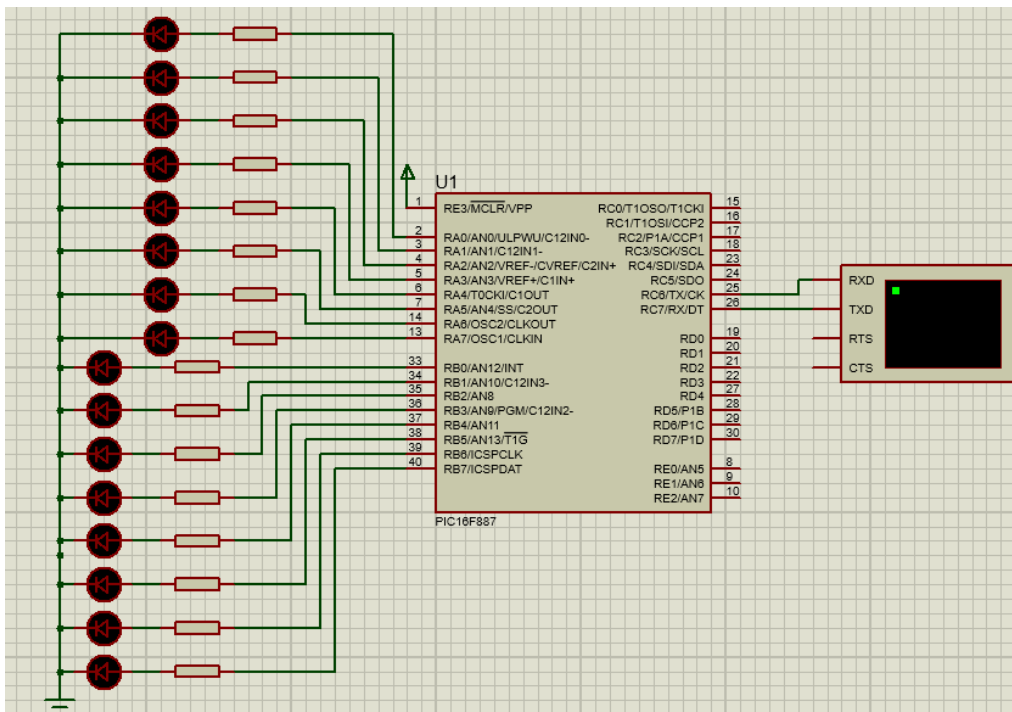 U1
1 RE3/MCLR/VPP
2 RA0/AN0/ULPWU/C12IN0-
3 RA1/AN1/C12IN1-
4 RA2/AN2/VREF-/CVREF/C2IN+
5 RA3/AN3/VREF+/C1IN+
6 RA4/T0CKI/C1OUT
7 RA5/AN4/SS/C2OUT
14 RA6/OSC2/CLKOUT
13 RA7/OSC1/CLKIN
33 RB0/AN12/INT
34 RB1/AN10/C12IN3-
35 RB2/AN8
36 RB3/AN9/PGM/C12IN2-
37 RB4/AN11
38 RB5/AN13/T1G
39 RB6/ICSPCLK
40 RB7/ICSPDAT
RC0/T1OSO/T1CKI 15
RC1/T1OSI/CCP2 16
RC2/P1A/CCP1 17
RC3/SCK/SCL 18
RC4/SDI/SDA 23
RC5/SDO 24
RC6/TX/CK 25
RC7/RX/DT 26
RD0 19
RD1 20
RD2 21
RD3 22
RD4 27
RD5/P1B 28
RD6/P1C 29
RD7/P1D 30
RE0/AN5 8
RE1/AN6 9
RE2/AN7 10
PIC16F887
RXD
TXD
RTS
CTS